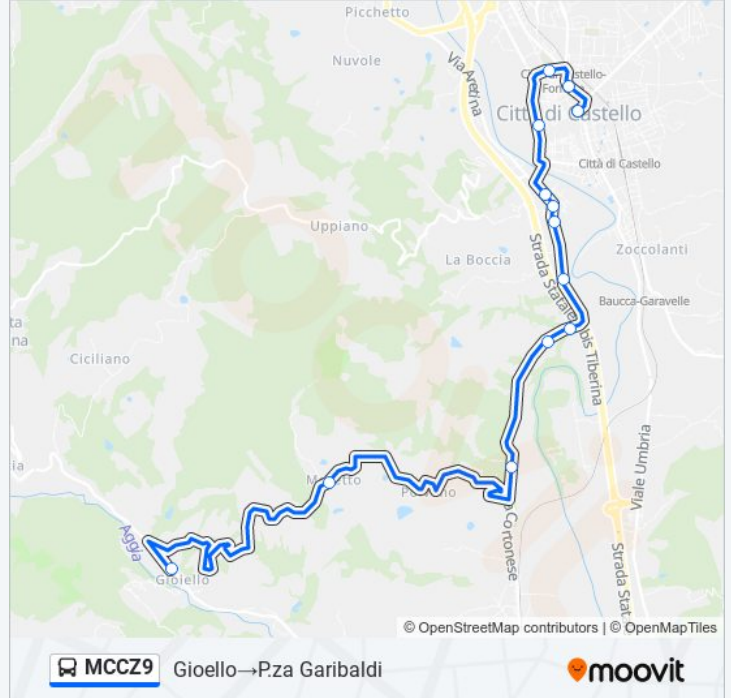 Picchetto
Nuvole
Via Aretina
Città di Castello
Città di Castello
Uppiano
La Boccia
Zoccolanti
Strada Statale
bis Tiberina
Baucca-Garavelle
Ciciliano
Viale Umbria
Cortonese
Aggia
Gioiello
Strada Stat
© OpenStreetMap contributors | © OpenMapTiles
MCCZ9 Gioello→P.za Garibaldi
moovit